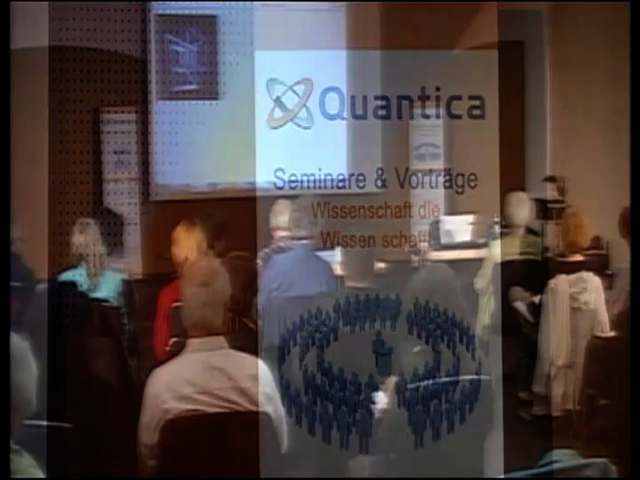 Quantica
Seminare & Vorträge
Wissenschaft die
Wissen schafft